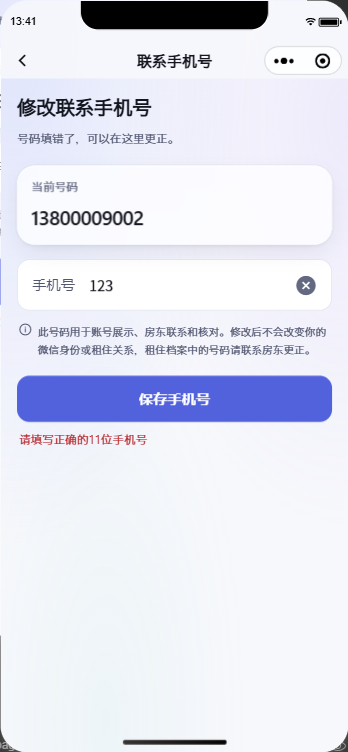 13:41
联系手机号
修改联系手机号
号码填错了，可以在这里更正。
当前号码
13800009002
手机号 123
此号码用于账号展示、房东联系和核对。修改后不会改变你的
微信身份或租住关系，租住档案中的号码请联系房东更正。
保存手机号
请填写正确的11位手机号